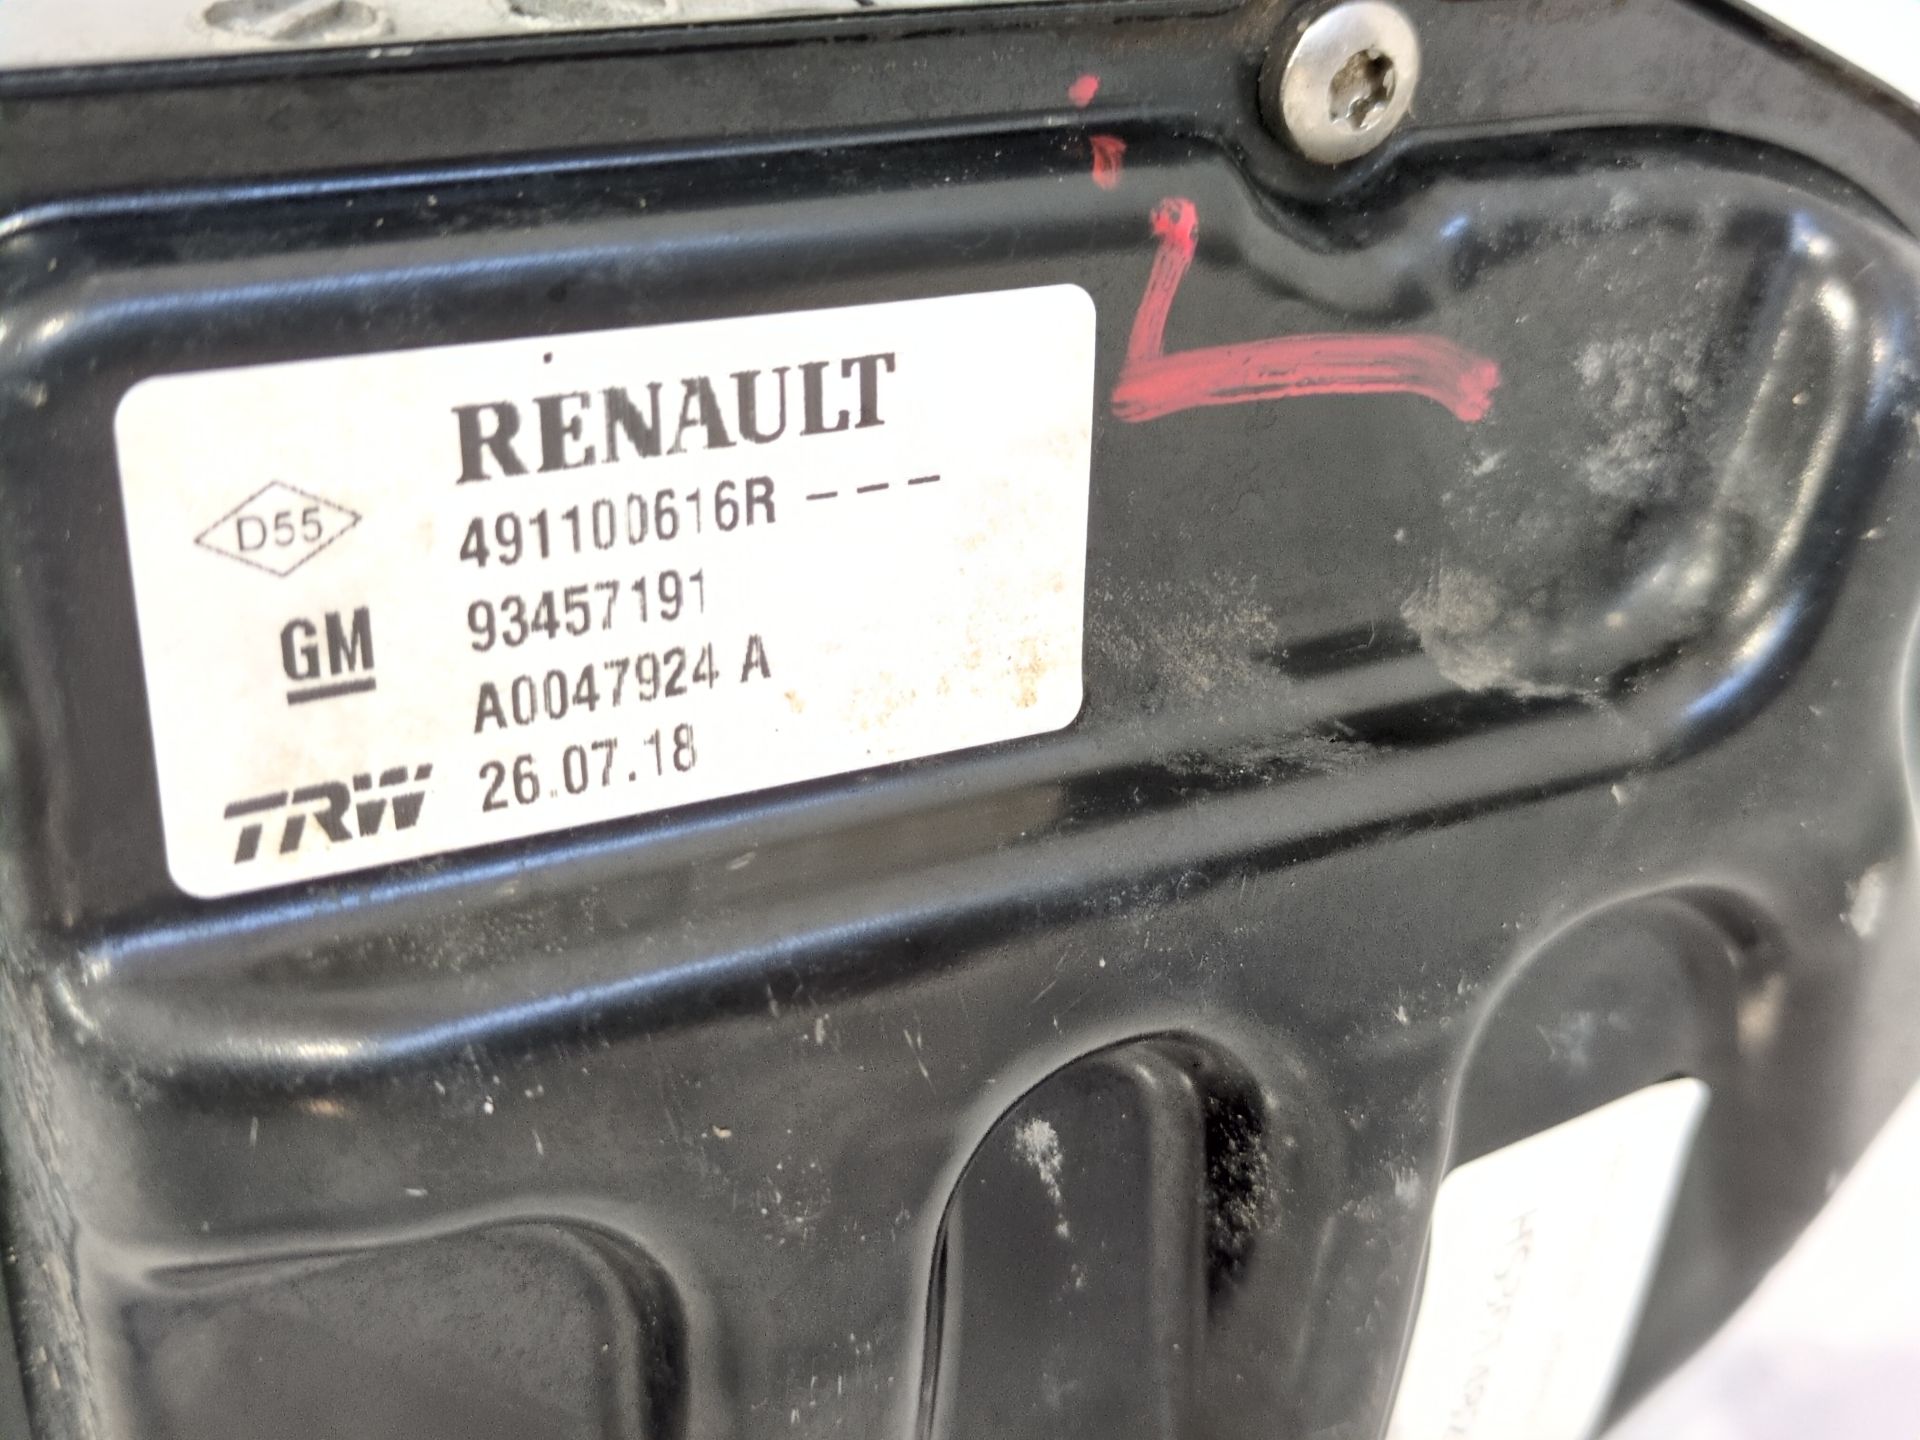 RENAULT
D55
491100616R ---
GM
93457191
A0047924 A
TRW
26.07.18